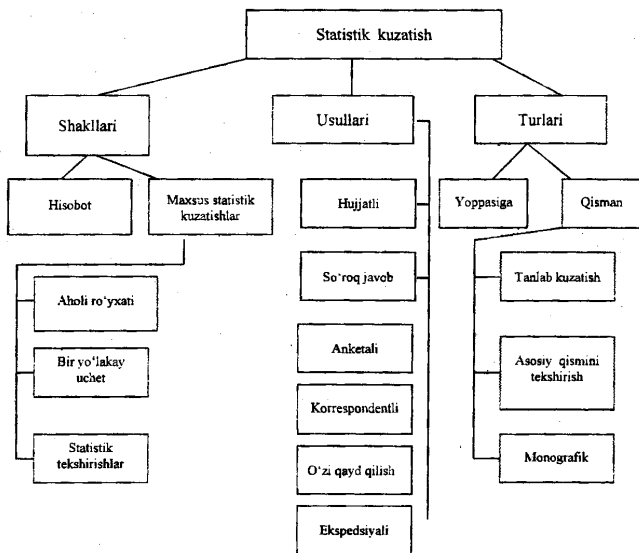 Statistik kuzatish
Shakllari
Usullari
Turlari
Hisobot
Maxsus statistik
kuzatishlar
Hujjatli
Yoppasiga
Qisman
Aholi ro‘yxati
So‘roq javob
Tanlab kuzatish
Bir yo‘lakay
uchet
Anketali
Asosiy qismini
tekshirish
Korrespondentli
Statistik
tekshirishlar
O‘zi qayd qilish
Monografik
Ekspedsiyali